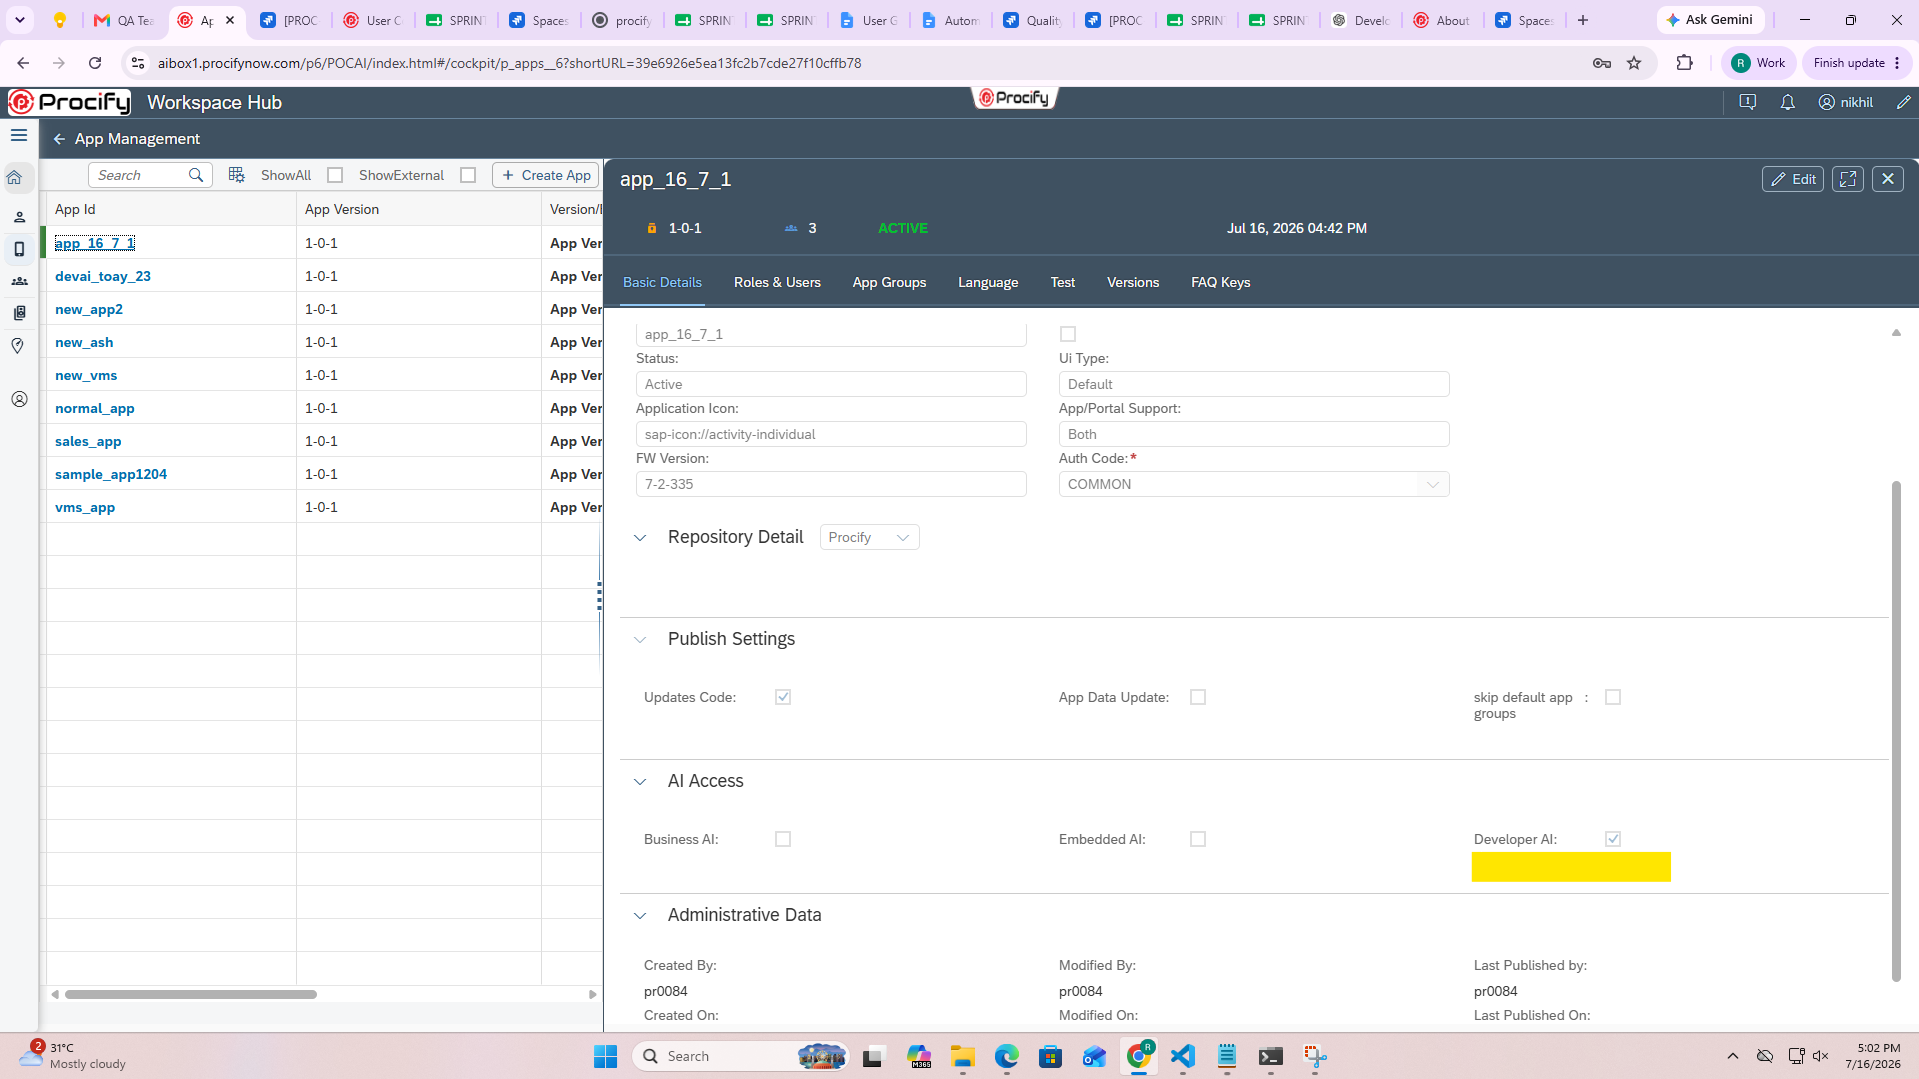 QA Tea
Ap
[PROC
User C
SPRIN
Spaces
procify
SPRIN
SPRIN
User G
Autom
Quality
[PROC
SPRIN
SPRIN
Develo
About
Spaces
Ask Gemini
aibox1.procifynow.com/p6/POCAI/index.html#/cockpit/p_apps__6?shortURL=39e6926e5ea13fc2b7cde27f10cffb78
R Work
Finish update
Procify Workspace Hub
Procify
nikhil
App Management
Search
ShowAll
ShowExternal
+ Create App
App Id App Version Version/
app_16_7_1 1-0-1 App Ver
devai_toay_23 1-0-1 App Ver
new_app2 1-0-1 App Ver
new_ash 1-0-1 App Ver
new_vms 1-0-1 App Ver
normal_app 1-0-1 App Ver
sales_app 1-0-1 App Ver
sample_app1204 1-0-1 App Ver
vms_app 1-0-1 App Ver
app_16_7_1
Edit
1-0-1 3 ACTIVE Jul 16, 2026 04:42 PM
Basic Details Roles & Users App Groups Language Test Versions FAQ Keys
app_16_7_1
Status: Ui Type:
Active Default
Application Icon: App/Portal Support:
sap-icon://activity-individual Both
FW Version: Auth Code:*
7-2-335 COMMON
Repository Detail Procify
Publish Settings
Updates Code: App Data Update: skip default app :
groups
AI Access
Business AI: Embedded AI: Developer AI:
Administrative Data
Created By: Modified By: Last Published by:
pr0084 pr0084 pr0084
Created On: Modified On: Last Published On:
2
31°C
Mostly cloudy
Search
M365
R
5:02 PM
7/16/2026